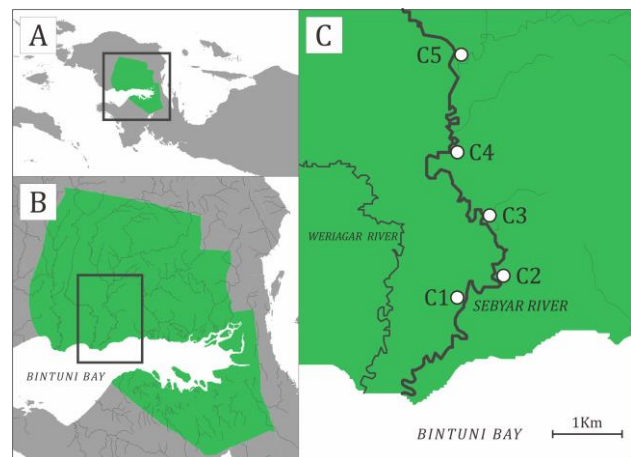 A
B
BINTUNI BAY
C
C5
C4
C3
WERIAGAR RIVER
C2
C1
SEBYAR RIVER
1Km
BINTUNI BAY